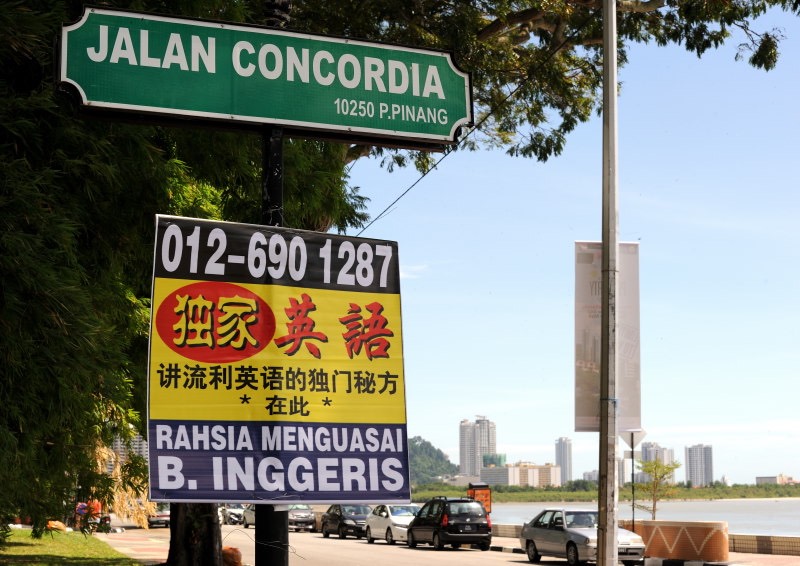 JALAN CONCORDIA
10250 P.PINANG
012-690 1287
独家 英語
讲流利英语的独门秘方
* 在此 *
RAHSIA MENGUASAI
B. INGGERIS